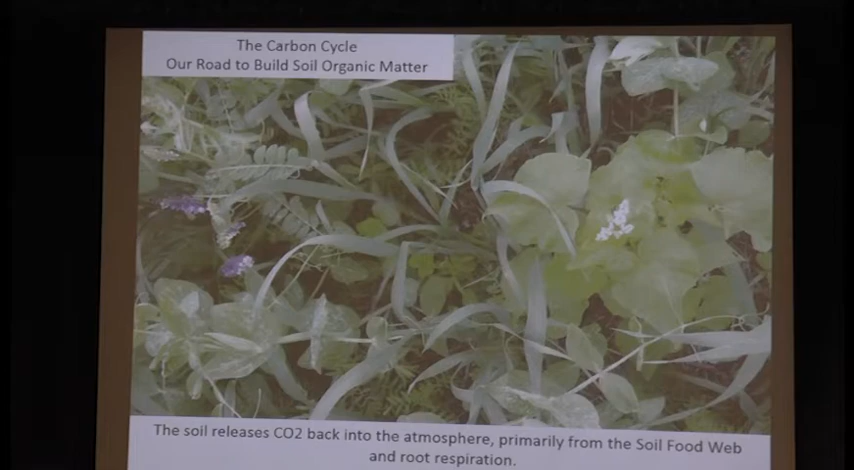 The Carbon Cycle
Our Road to Build Soil Organic Matter
The soil releases CO2 back into the atmosphere, primarily from the Soil Food Web
and root respiration.